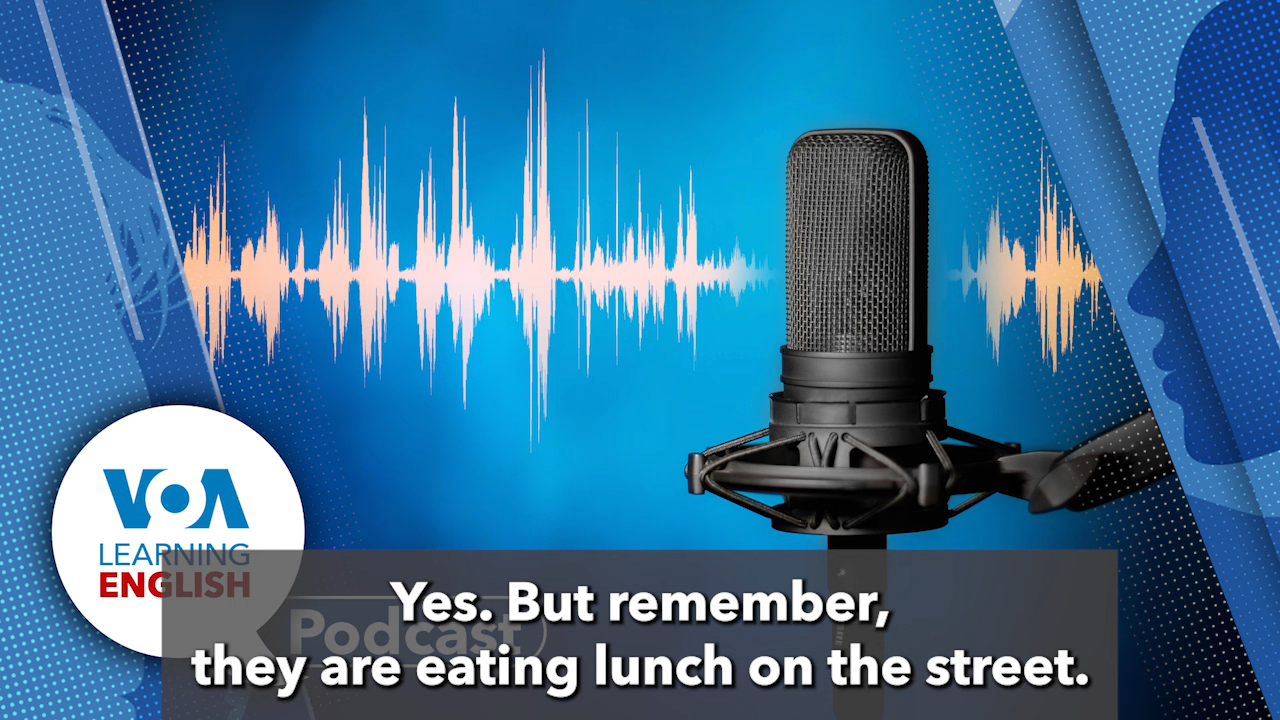 VOA
LEARNING
ENGLISH
Podcast
Yes. But remember,
they are eating lunch on the street.